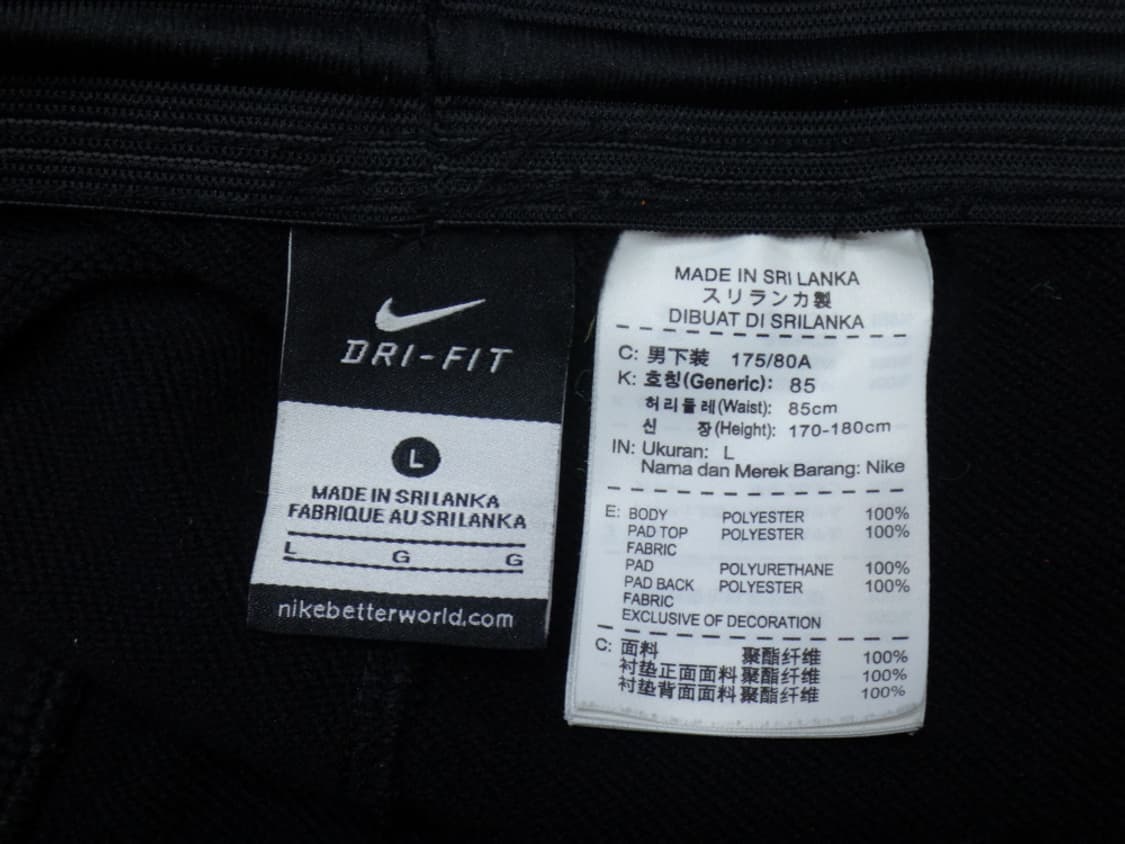 DRI-FIT
L
MADE IN SRI LANKA
FABRIQUE AU SRI LANKA
L G G
nikebetterworld.com
MADE IN SRI LANKA
スリランカ製
DIBUAT DI SRILANKA
C: 男下装 175/80A
K: 호칭(Generic): 85
허리둘레(Waist): 85cm
신 장(Height): 170-180cm
IN: Ukuran: L
Nama dan Merek Barang: Nike
E: BODY POLYESTER 100%
PAD TOP POLYESTER 100%
FABRIC
PAD POLYURETHANE 100%
PAD BACK POLYESTER 100%
FABRIC
EXCLUSIVE OF DECORATION
C: 面料 聚酯纤维 100%
衬垫正面面料 聚酯纤维 100%
衬垫背面面料 聚酯纤维 100%